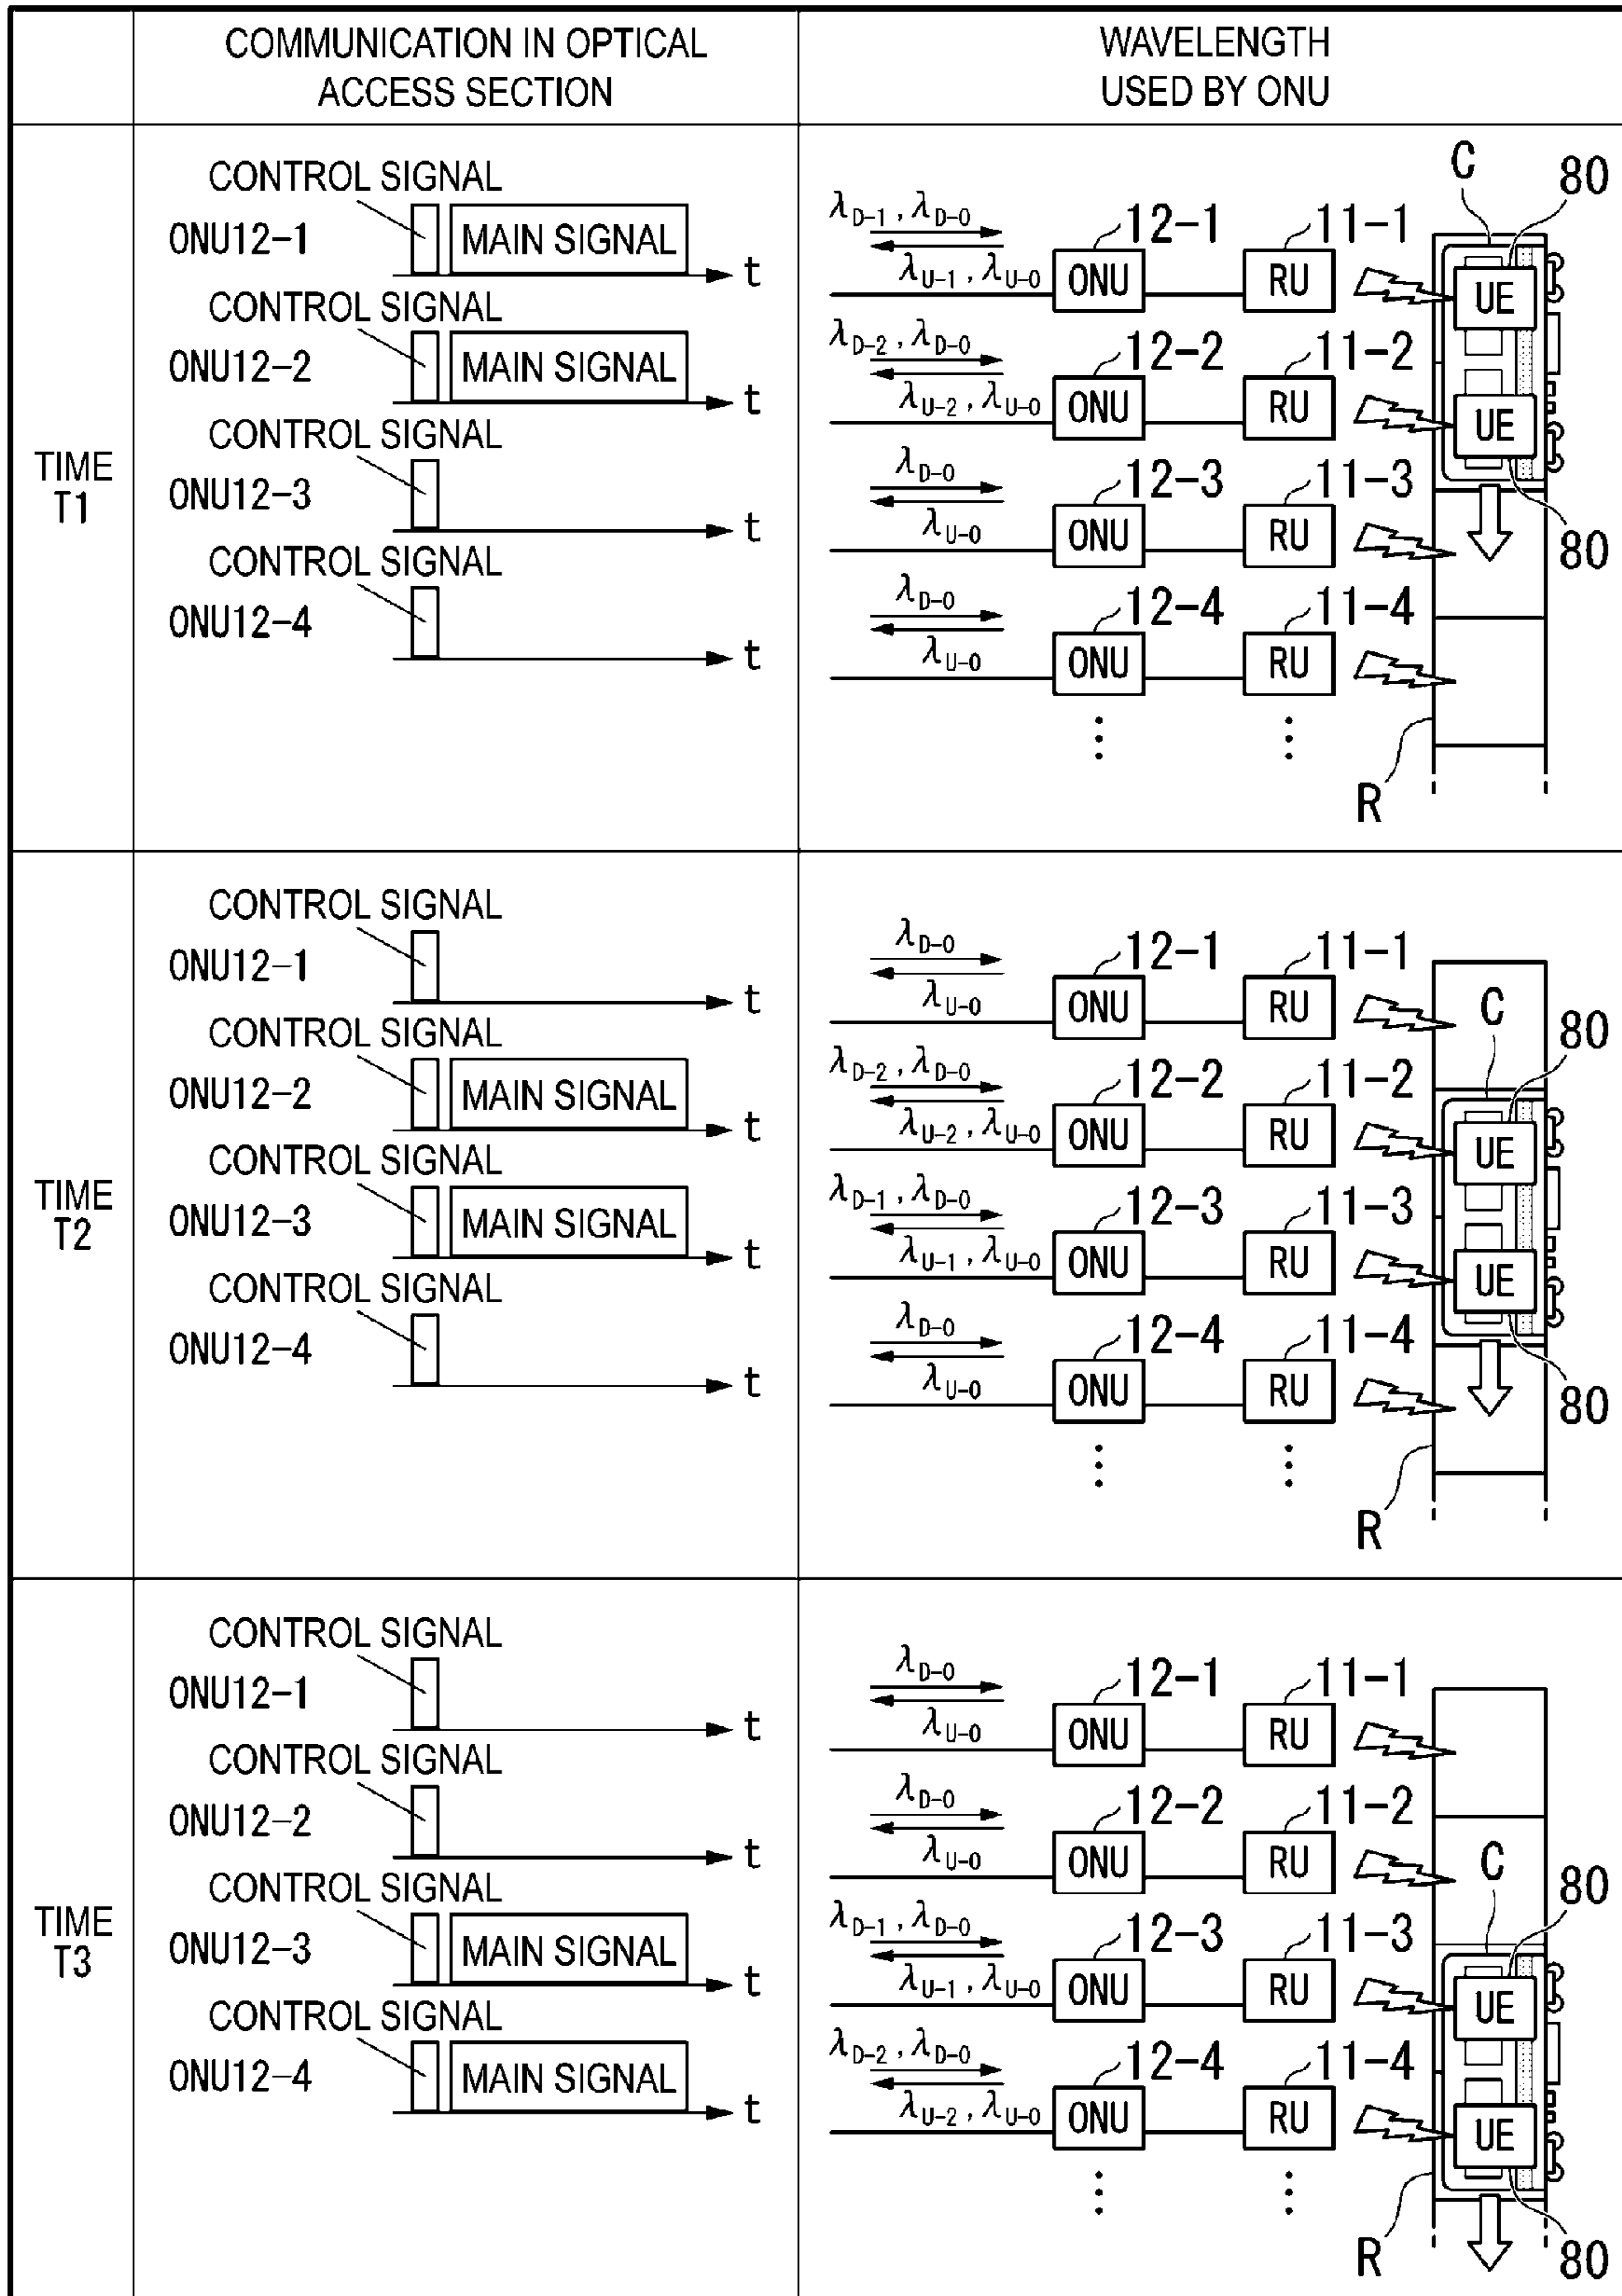 COMMUNICATION IN OPTICAL
ACCESS SECTION
WAVELENGTH
USED BY ONU
TIME
T1
CONTROL SIGNAL
ONU12-1
MAIN SIGNAL
t
CONTROL SIGNAL
ONU12-2
MAIN SIGNAL
t
CONTROL SIGNAL
ONU12-3
t
CONTROL SIGNAL
ONU12-4
t
λD-1 , λD-0
λU-1 , λU-0
12-1
ONU
11-1
RU
C
80
UE
λD-2 , λD-0
λU-2 , λU-0
12-2
ONU
11-2
RU
UE
80
λD-0
λU-0
12-3
ONU
11-3
RU
λD-0
λU-0
12-4
ONU
11-4
RU
R
TIME
T2
CONTROL SIGNAL
ONU12-1
t
CONTROL SIGNAL
ONU12-2
MAIN SIGNAL
t
CONTROL SIGNAL
ONU12-3
MAIN SIGNAL
t
CONTROL SIGNAL
ONU12-4
t
λD-0
λU-0
12-1
ONU
11-1
RU
C
80
λD-2 , λD-0
λU-2 , λU-0
12-2
ONU
11-2
RU
UE
λD-1 , λD-0
λU-1 , λU-0
12-3
ONU
11-3
RU
UE
λD-0
λU-0
12-4
ONU
11-4
RU
80
R
TIME
T3
CONTROL SIGNAL
ONU12-1
t
CONTROL SIGNAL
ONU12-2
t
CONTROL SIGNAL
ONU12-3
MAIN SIGNAL
t
CONTROL SIGNAL
ONU12-4
MAIN SIGNAL
t
λD-0
λU-0
12-1
ONU
11-1
RU
λD-0
λU-0
12-2
ONU
11-2
RU
C
80
λD-1 , λD-0
λU-1 , λU-0
12-3
ONU
11-3
RU
UE
λD-2 , λD-0
λU-2 , λU-0
12-4
ONU
11-4
RU
UE
R
80